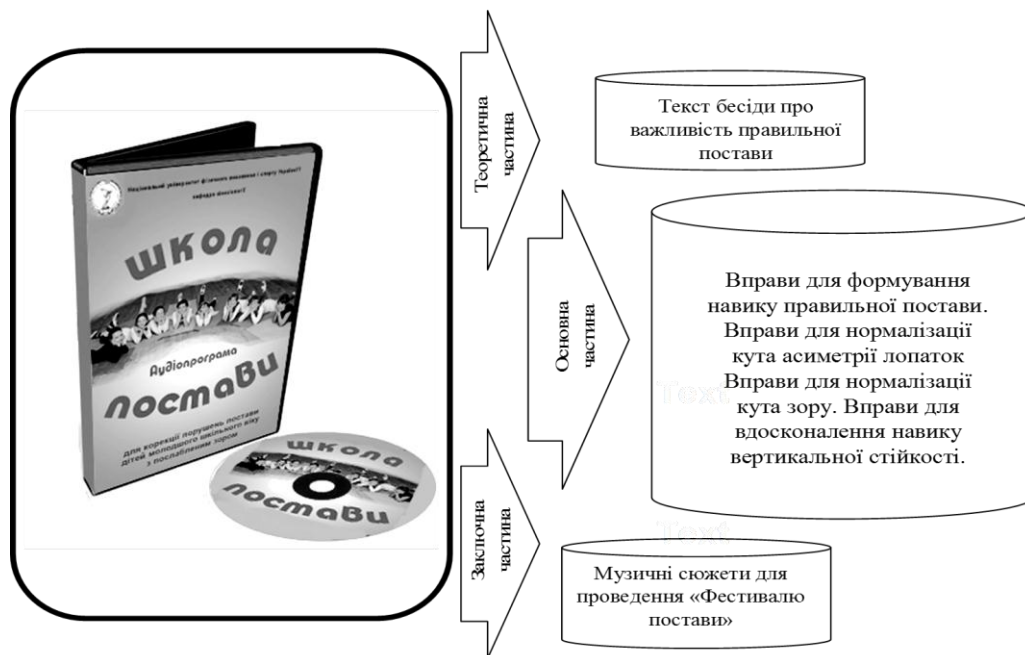 Національний університет фізичного виховання і спорту України
кафедра кінезіології
школа
Аудіопрограма
постави
для корекції порушень постави
дітей молодшого шкільного віку
з послабленим зором
школа
постави
Теоретична
частина
Текст бесіди про
важливість правильної
постави
Основна
частина
Вправи для формування
навику правильної постави.
Вправи для нормалізації
кута асиметрії лопаток
Вправи для нормалізації
кута зору. Вправи для
вдосконалення навику
вертикальної стійкості.
Text
Text
Заключна
частина
Музичні сюжети для
проведення «Фестивалю
постави»